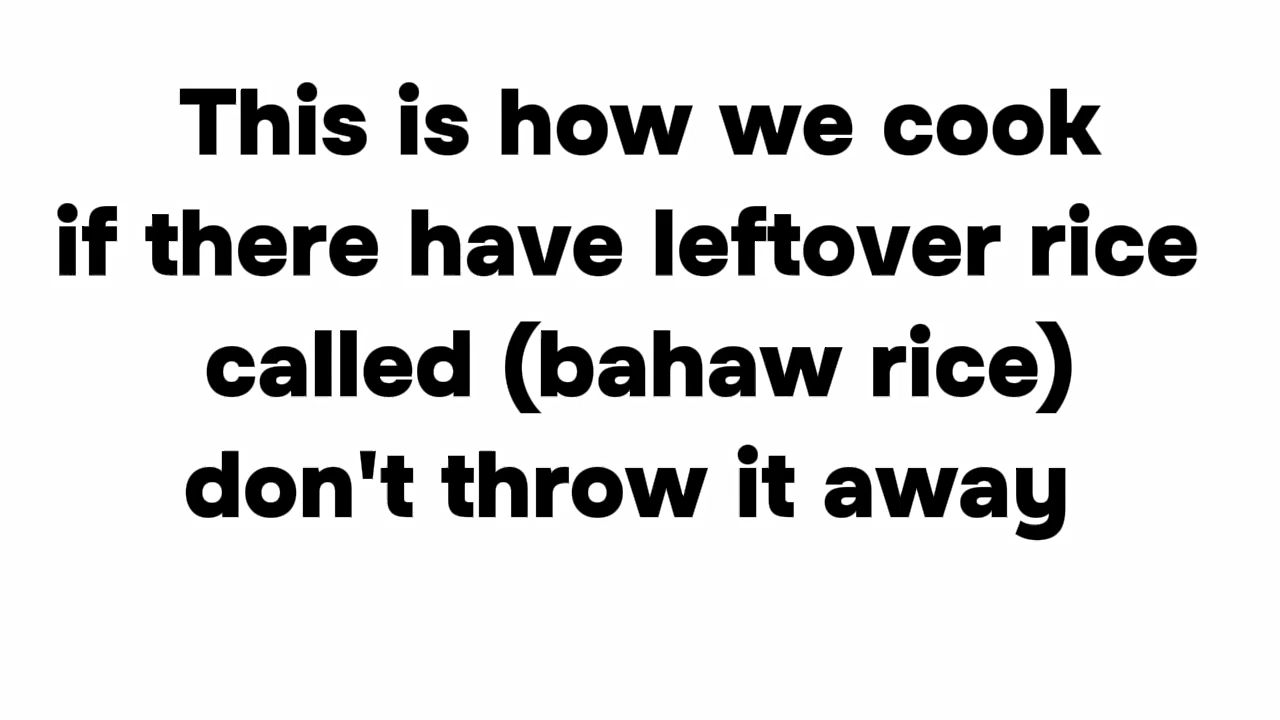 This is how we cook
if there have leftover rice
called (bahaw rice)
don't throw it away